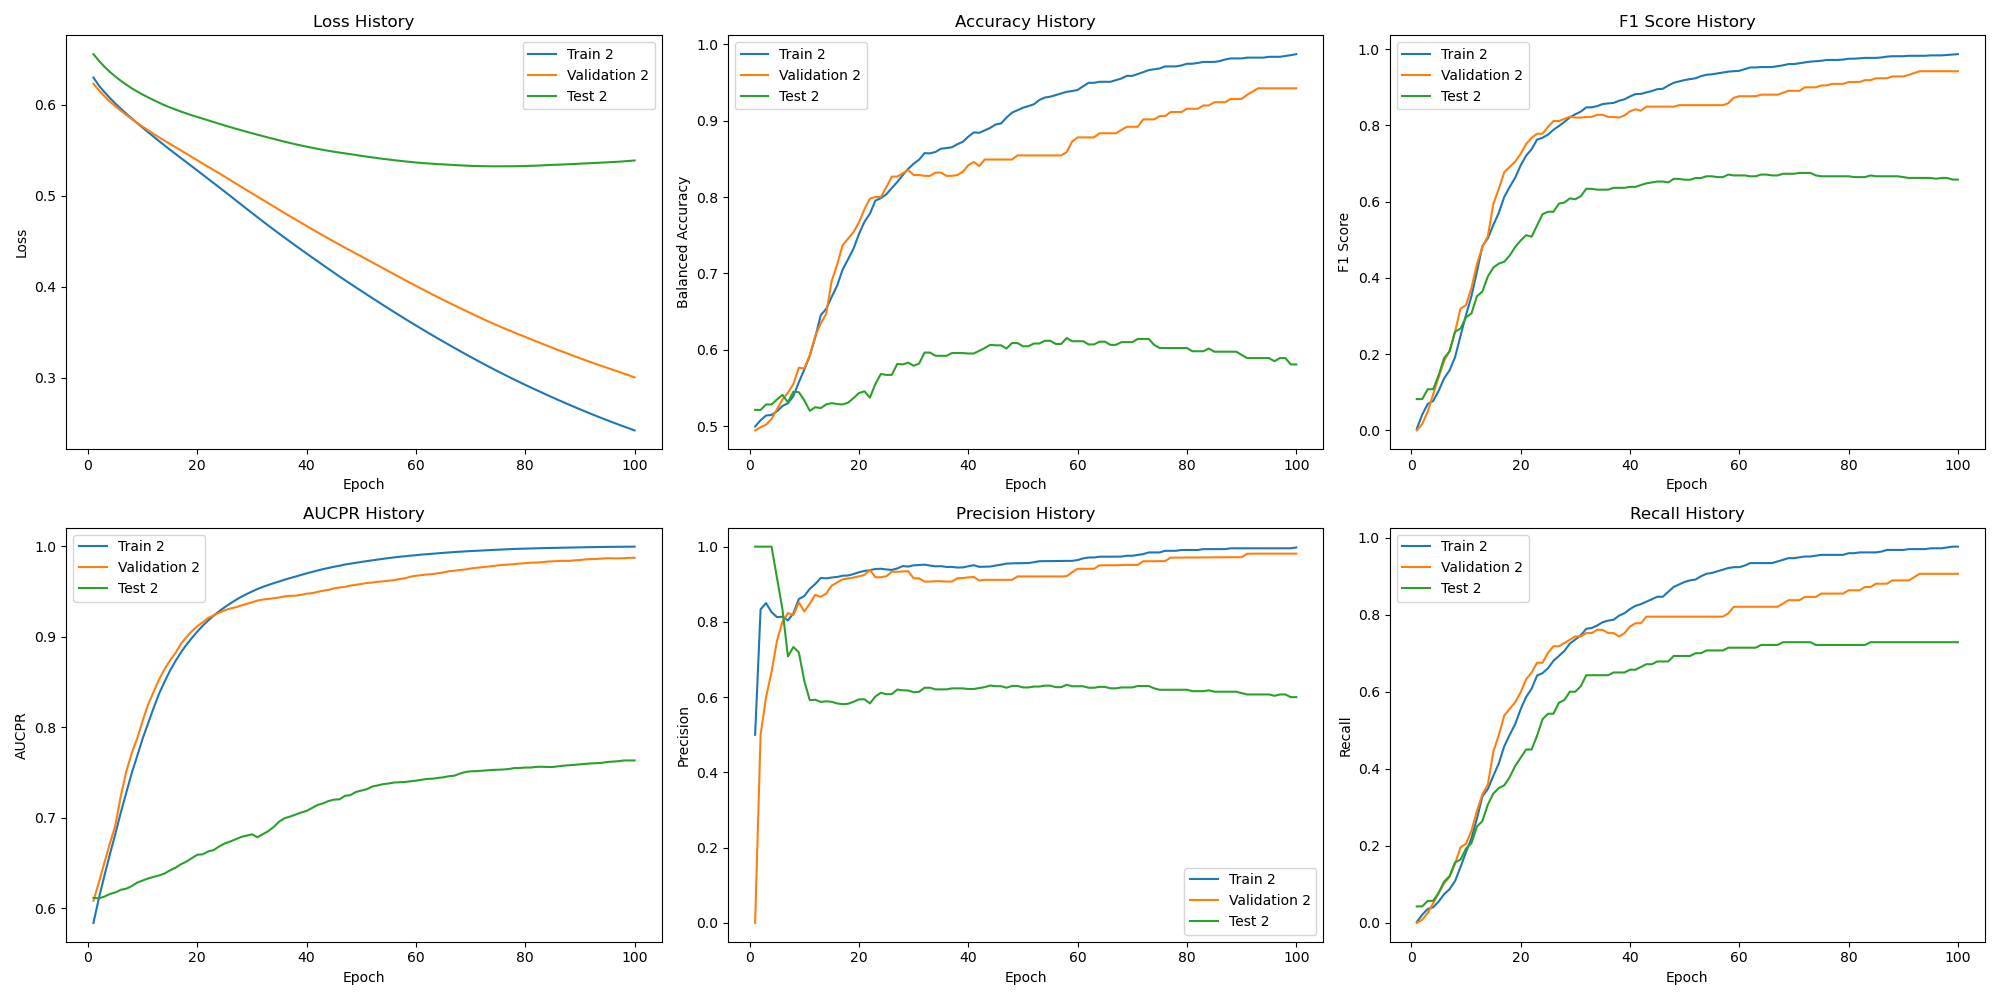 Loss History
Loss
0.6
0.5
0.4
0.3
0 20 40 60 80 100
Epoch
Train 2
Validation 2
Test 2
Accuracy History
Balanced Accuracy
1.0
0.9
0.8
0.7
0.6
0.5
0 20 40 60 80 100
Epoch
Train 2
Validation 2
Test 2
F1 Score History
F1 Score
1.0
0.8
0.6
0.4
0.2
0.0
0 20 40 60 80 100
Epoch
Train 2
Validation 2
Test 2
AUCPR History
AUCPR
1.0
0.9
0.8
0.7
0.6
0 20 40 60 80 100
Epoch
Train 2
Validation 2
Test 2
Precision History
Precision
1.0
0.8
0.6
0.4
0.2
0.0
0 20 40 60 80 100
Epoch
Train 2
Validation 2
Test 2
Recall History
Recall
1.0
0.8
0.6
0.4
0.2
0.0
0 20 40 60 80 100
Epoch
Train 2
Validation 2
Test 2